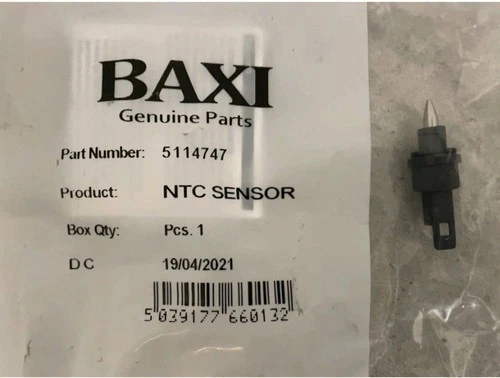 BAXI
Genuine Parts
Part Number: 5114747
Product: NTC SENSOR
Box Qty: Pcs. 1
D C 19/04/2021
5 039177 660132